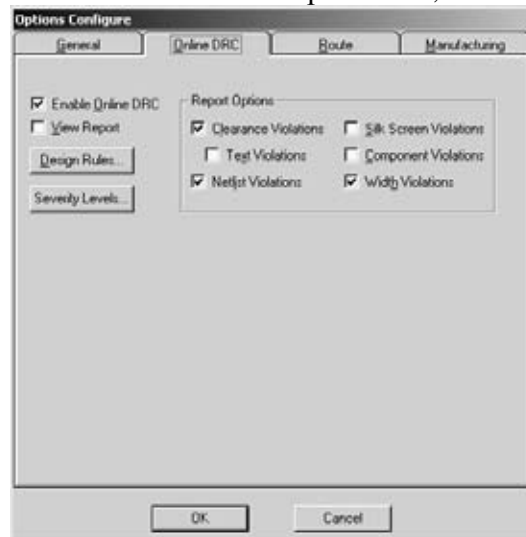 Options Configure
General Online DRC Route Manufacturing
Enable Online DRC
View Report
Design Rules...
Severity Levels...
Report Options
Clearance Violations
Silk Screen Violations
Text Violations
Component Violations
Netlist Violations
Width Violations
OK Cancel